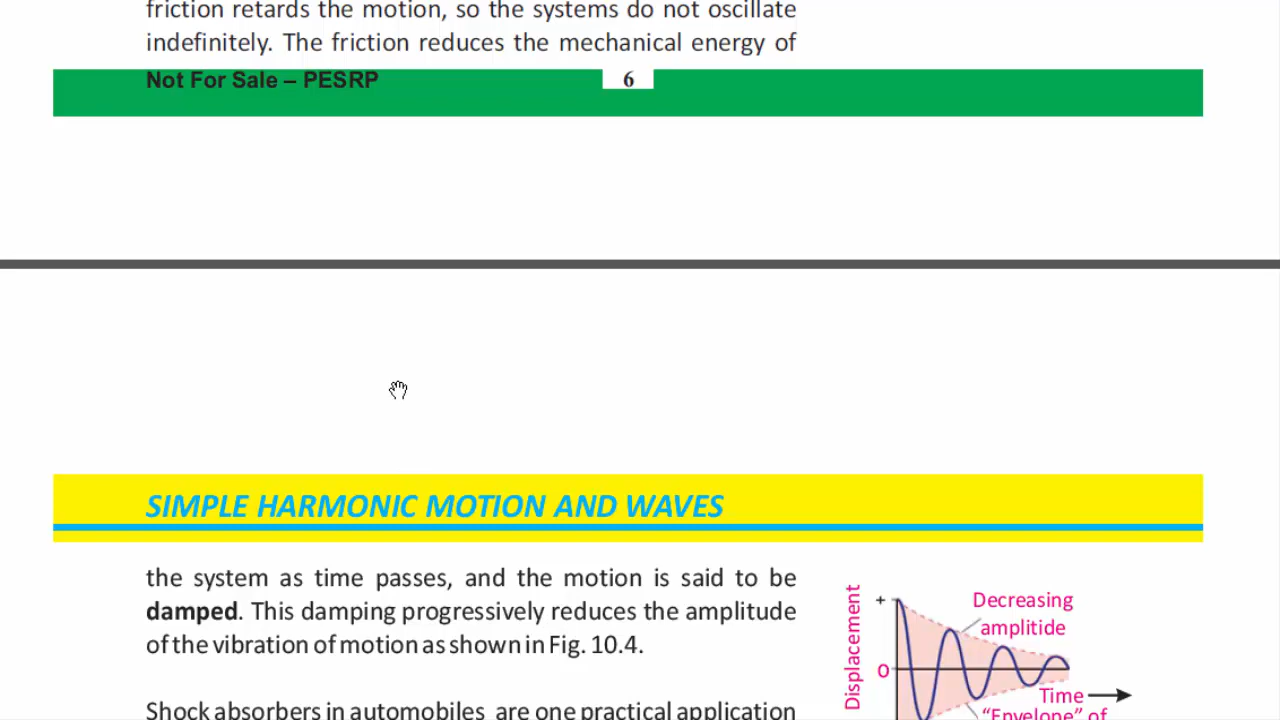 friction retards the motion, so the systems do not oscillate
indefinitely. The friction reduces the mechanical energy of
Not For Sale – PESRP
6
SIMPLE HARMONIC MOTION AND WAVES
the system as time passes, and the motion is said to be
damped. This damping progressively reduces the amplitude
of the vibration of motion as shown in Fig. 10.4.
Shock absorbers in automobiles are one practical application
Displacement
+
Decreasing
amplitide
O
Time
“Envelope” of